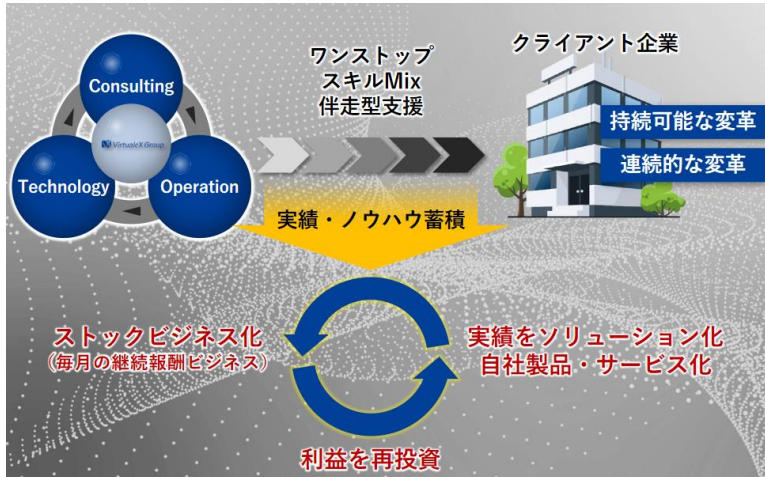 Consulting
Technology
Operation
VirtualeX Group
ワンストップ
スキルMix
伴走型支援
クライアント企業
持続可能な変革
連続的な変革
実績・ノウハウ蓄積
ストックビジネス化
（毎月の継続報酬ビジネス）
実績をソリューション化
自社製品・サービス化
利益を再投資